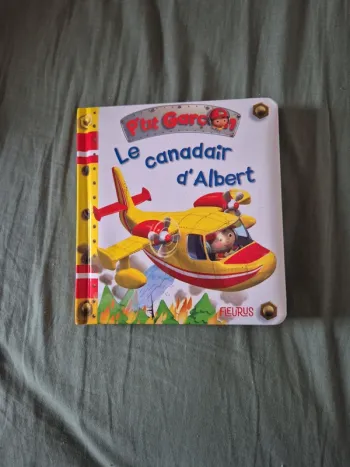 P'tit Garçon
Le canadair
d'Albert
FLEURUS